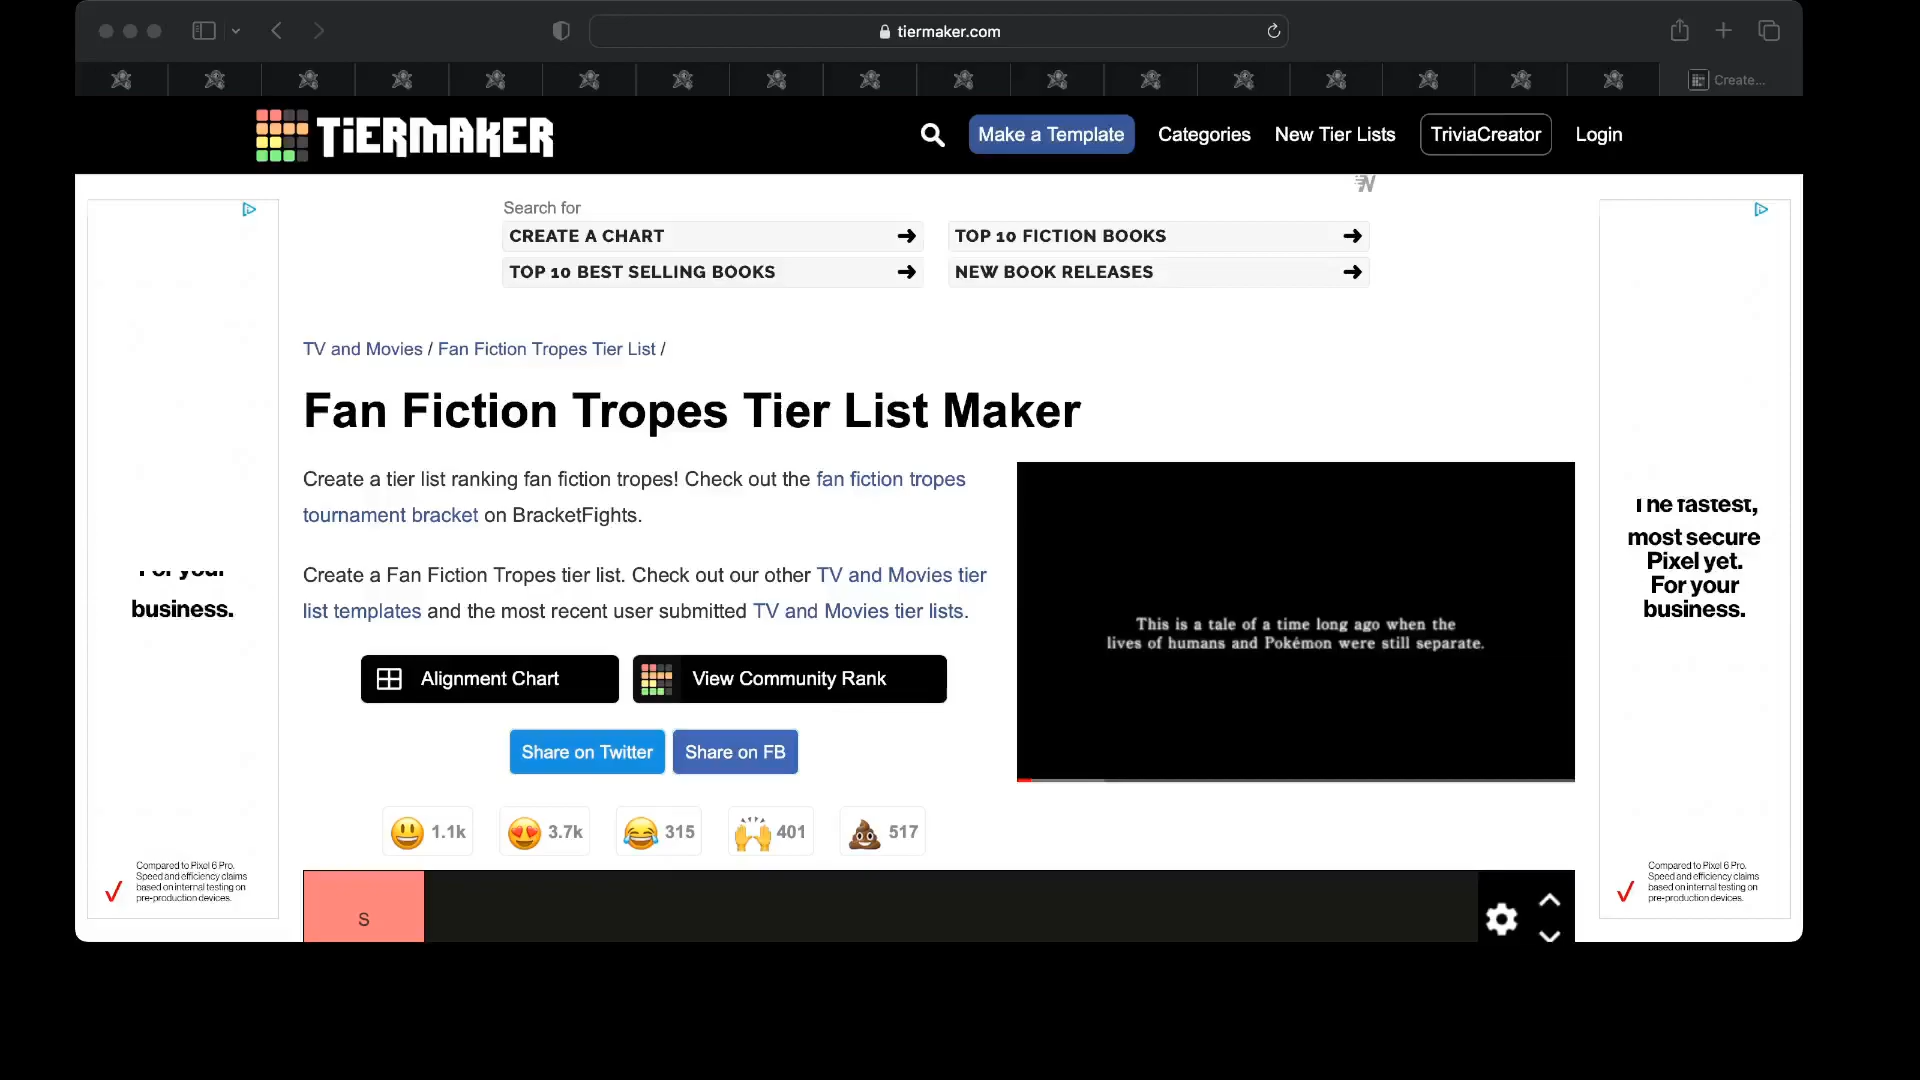 tiermaker.com
Create...
TiERMAKER
Make a Template
Categories
New Tier Lists
TriviaCreator
Login
Search for
CREATE A CHART
TOP 10 FICTION BOOKS
TOP 10 BEST SELLING BOOKS
NEW BOOK RELEASES
TV and Movies / Fan Fiction Tropes Tier List /
Fan Fiction Tropes Tier List Maker
Create a tier list ranking fan fiction tropes! Check out the fan fiction tropes
tournament bracket on BracketFights.
Create a Fan Fiction Tropes tier list. Check out our other TV and Movies tier
list templates and the most recent user submitted TV and Movies tier lists.
Alignment Chart
View Community Rank
Share on Twitter
Share on FB
1.1k
3.7k
315
401
517
S
This is a tale of a time long ago when the
lives of humans and Pokémon were still separate.
For your
business.
Compared to Pixel 6 Pro.
Speed and efficiency claims
based on internal testing on
pre-production devices.
The fastest,
most secure
Pixel yet.
For your
business.
Compared to Pixel 6 Pro.
Speed and efficiency claims
based on internal testing on
pre-production devices.